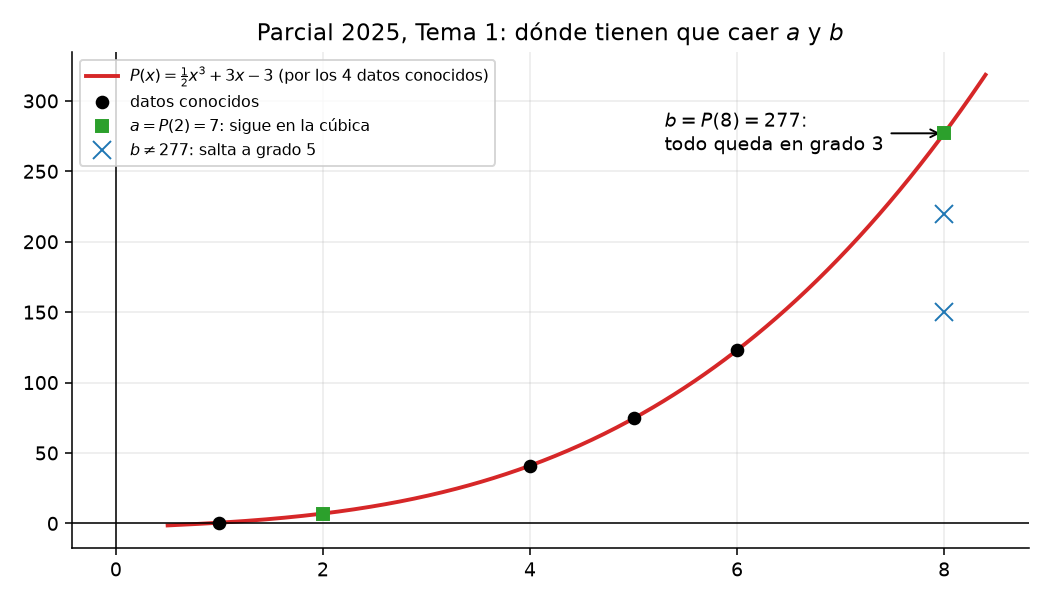 Parcial 2025, Tema 1: dónde tienen que caer a y b
P(x) = ½x³ + 3x − 3 (por los 4 datos conocidos)
datos conocidos
a = P(2) = 7: sigue en la cúbica
b ≠ 277: salta a grado 5
b = P(8) = 277:
todo queda en grado 3
300
250
200
150
100
50
0
0 2 4 6 8